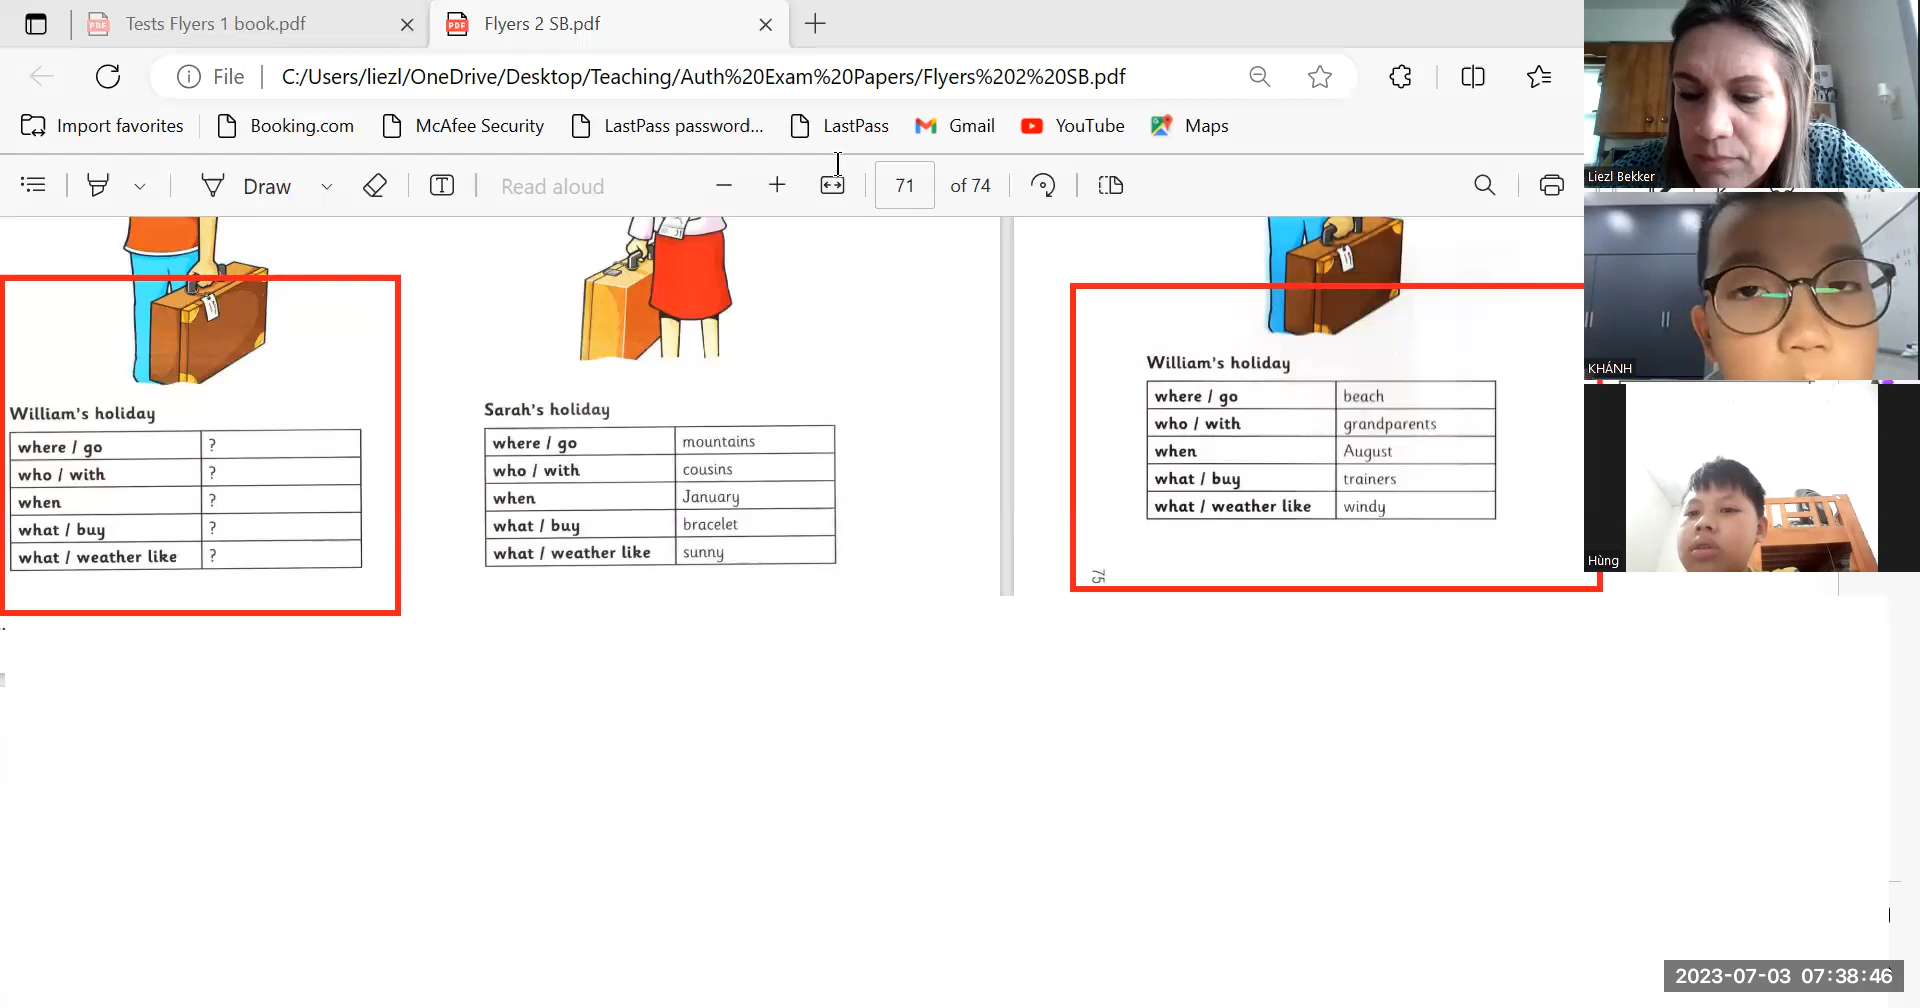 Tests Flyers 1 book.pdf
Flyers 2 SB.pdf
File
C:/Users/liezl/OneDrive/Desktop/Teaching/Auth%20Exam%20Papers/Flyers%202%20SB.pdf
Import favorites
Booking.com
McAfee Security
LastPass password...
LastPass
Gmail
YouTube
Maps
Draw
Read aloud
71
of 74
William's holiday
where / go ?
who / with ?
when ?
what / buy ?
what / weather like ?
Sarah's holiday
where / go mountains
who / with cousins
when January
what / buy bracelet
what / weather like sunny
William's holiday
where / go beach
who / with grandparents
when August
what / buy trainers
what / weather like windy
75
Liezl Bekker
KHÁNH
Hùng
2023-07-03 07:38:46